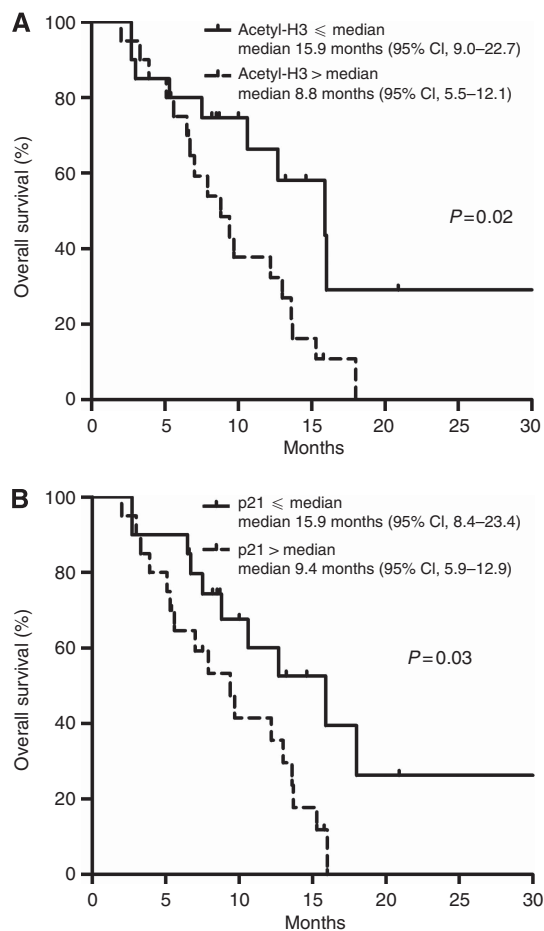 A
Acetyl-H3 ⩽ median
median 15.9 months (95% CI, 9.0–22.7)
Acetyl-H3 > median
median 8.8 months (95% CI, 5.5–12.1)
P=0.02
Overall survival (%)
100
80
60
40
20
0
0 5 10 15 20 25 30
Months
B
p21 ⩽ median
median 15.9 months (95% CI, 8.4–23.4)
p21 > median
median 9.4 months (95% CI, 5.9–12.9)
P=0.03
Overall survival (%)
100
80
60
40
20
0
0 5 10 15 20 25 30
Months